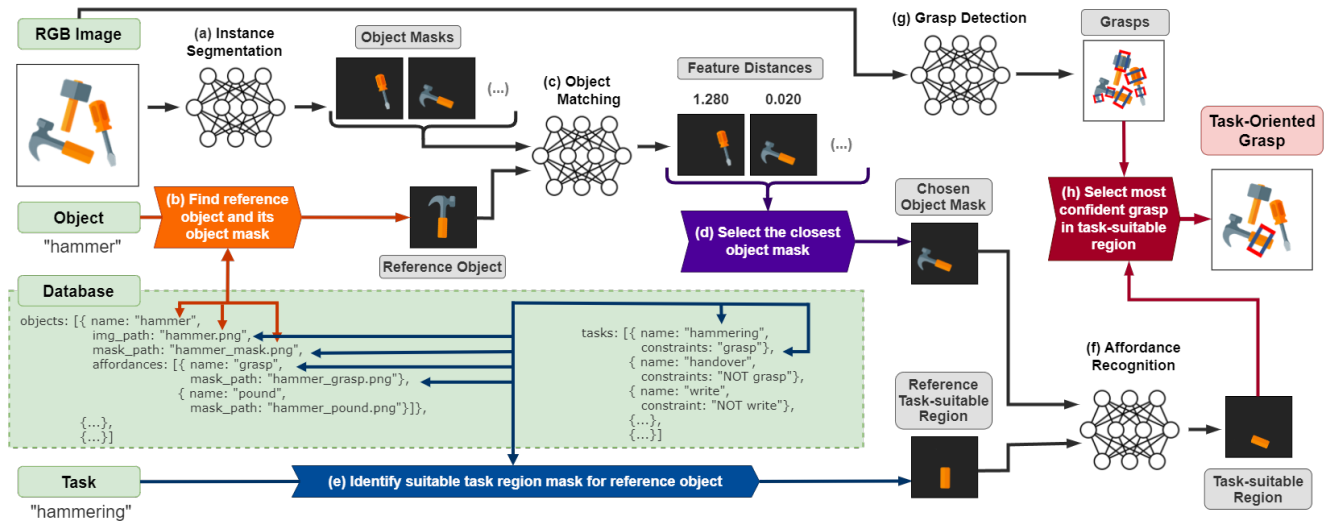 RGB Image
(a) Instance
Segmentation
Object Masks
(...)
(c) Object
Matching
Feature Distances
1.280 0.020
(...)
(g) Grasp Detection
Grasps
Task-Oriented
Grasp
Object
"hammer"
(b) Find reference
object and its
object mask
Reference Object
(d) Select the closest
object mask
Chosen
Object Mask
(h) Select most
confident grasp
in task-suitable
region
Database
objects: [{ name: "hammer",
img_path: "hammer.png",
mask_path: "hammer_mask.png",
affordances: [{ name: "grasp",
mask_path: "hammer_grasp.png"},
{ name: "pound",
mask_path: "hammer_pound.png"}]},
{...},
{...}]
tasks: [{ name: "hammering",
constraints: "grasp"},
{ name: "handover",
constraints: "NOT grasp"},
{ name: "write",
constraint: "NOT write"},
{...},
{...}]
Reference
Task-suitable
Region
(f) Affordance
Recognition
Task-suitable
Region
Task
"hammering"
(e) Identify suitable task region mask for reference object